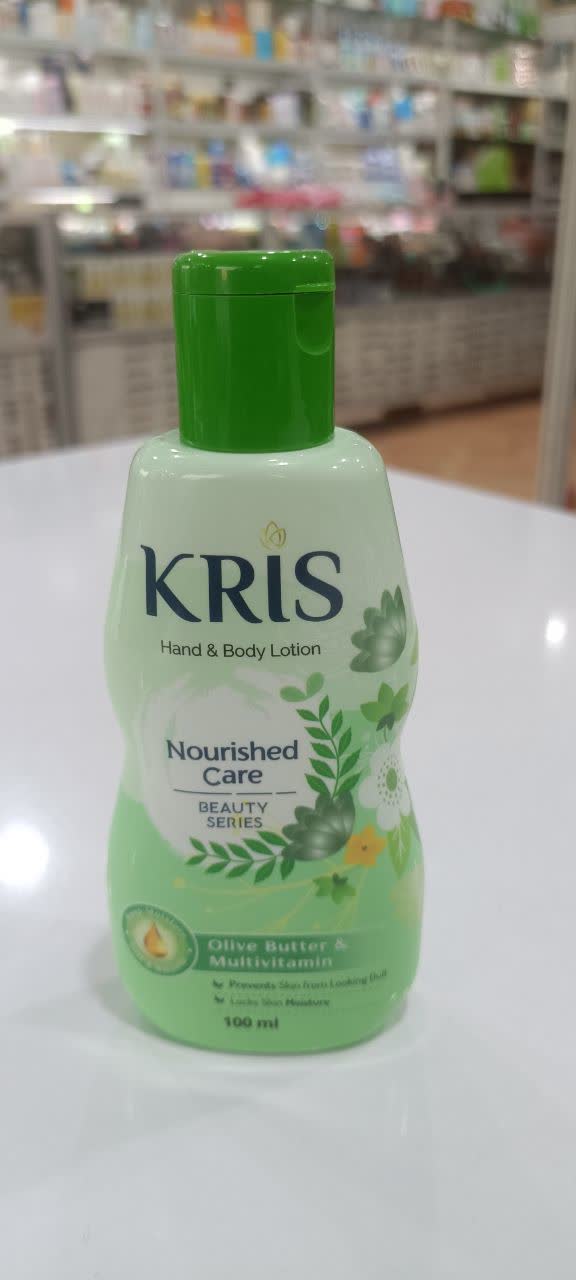 KRIS
Hand & Body Lotion
Nourished
Care
BEAUTY
SERIES
Olive Butter &
Multivitamin
Prevents Skin from Looking Dull
Locks Skin Moisture
100 ml